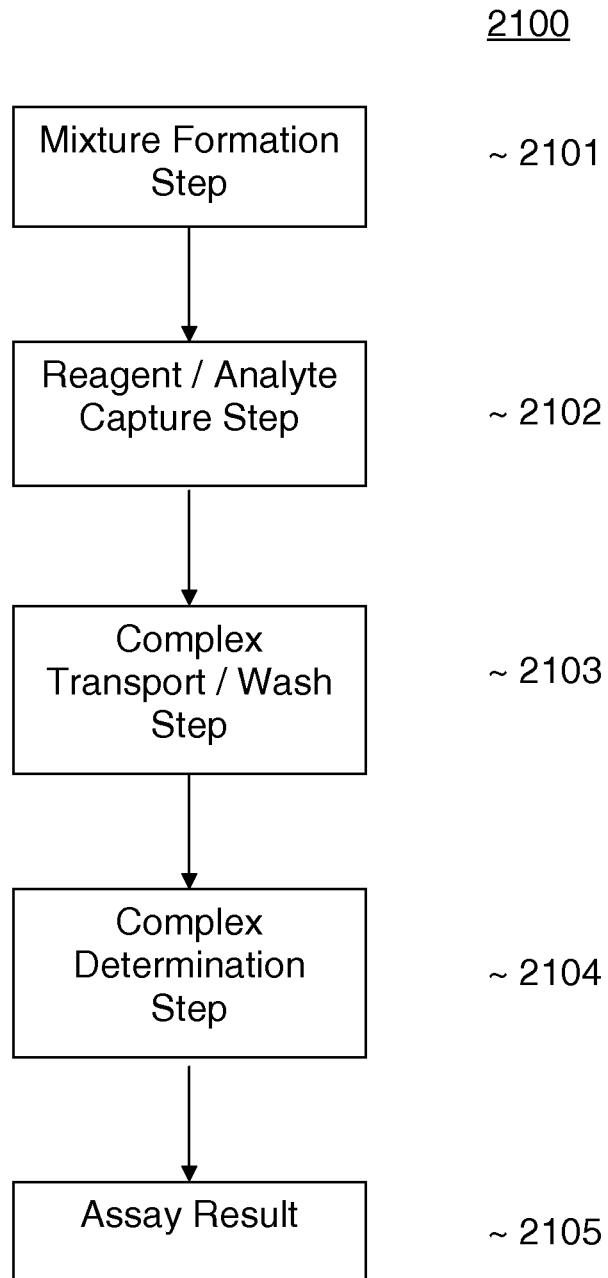 2100
Mixture Formation
Step
~ 2101
Reagent / Analyte
Capture Step
~ 2102
Complex
Transport / Wash
Step
~ 2103
Complex
Determination
Step
~ 2104
Assay Result
~ 2105